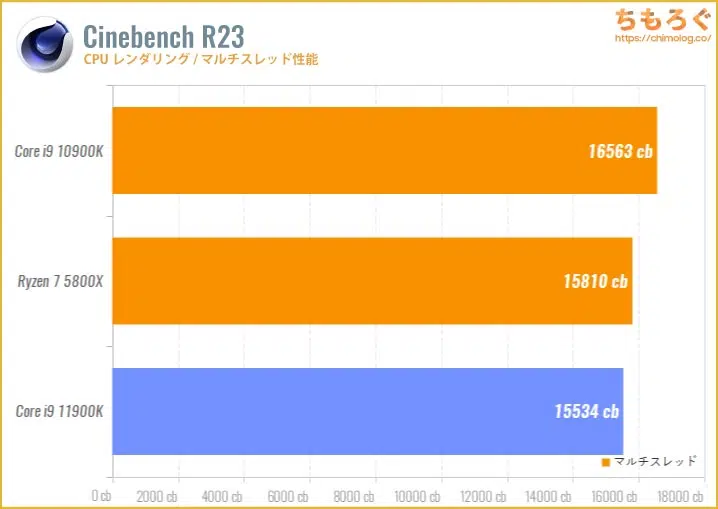 Cinebench R23
CPU レンダリング / マルチスレッド性能
ちもろぐ
https://chimolog.co/
Core i9 10900K
16563 cb
Ryzen 7 5800X
15810 cb
Core i9 11900K
15534 cb
マルチスレッド
0 cb 2000 cb 4000 cb 6000 cb 8000 cb 10000 cb 12000 cb 14000 cb 16000 cb 18000 cb